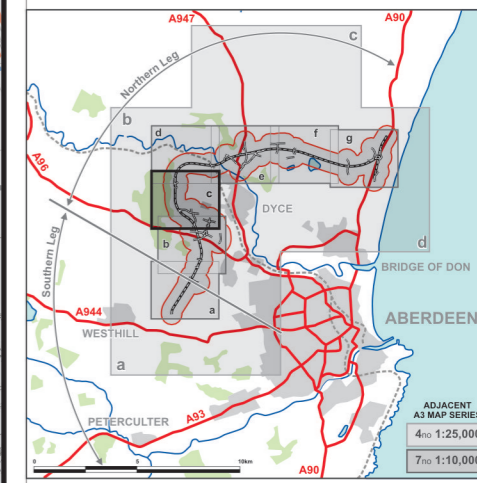 A947
A90
c
Northern Leg
b
d
f
g
A96
e
c
DYCE
Southern Leg
b
d
BRIDGE OF DON
a
A944
ABERDEEN
WESTHILL
a
ADJACENT
A3 MAP SERIES
4no 1:25,000
PETERCULTER
A93
7no 1:10,000
0 5 10km
A90